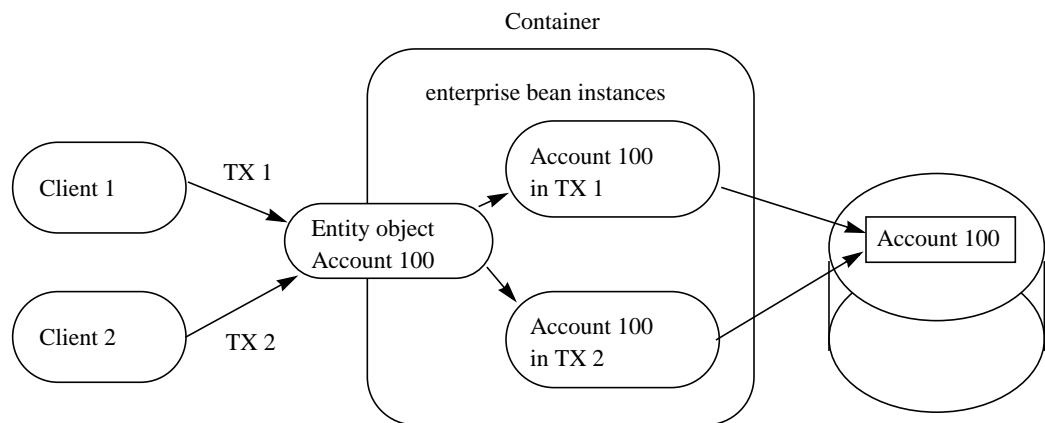 Container
enterprise bean instances
Client 1
TX 1
Account 100
in TX 1
Entity object
Account 100
Account 100
Client 2
TX 2
Account 100
in TX 2